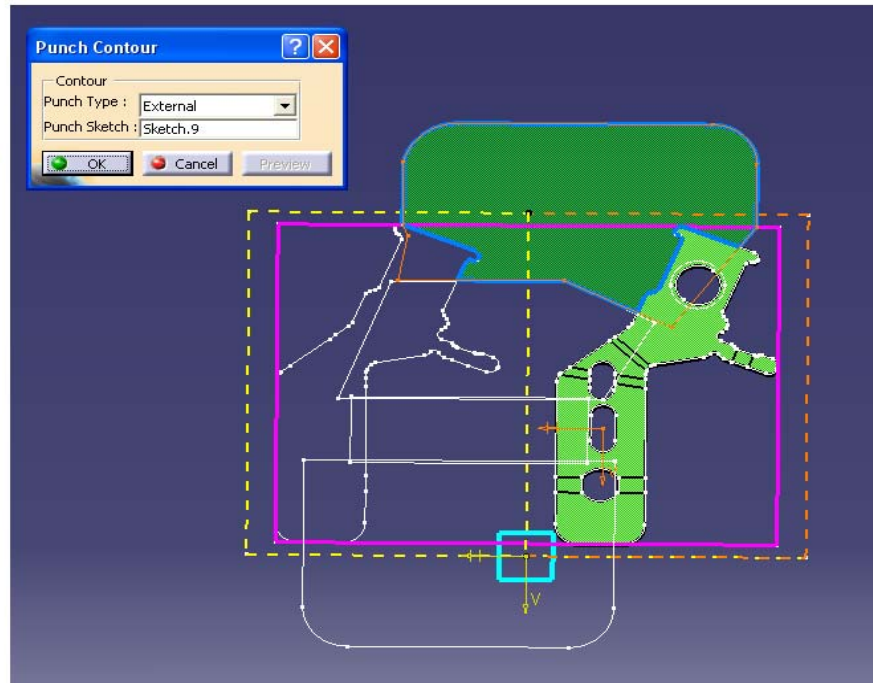 Punch Contour
Contour
Punch Type : External
Punch Sketch : Sketch.9
OK Cancel Preview
V